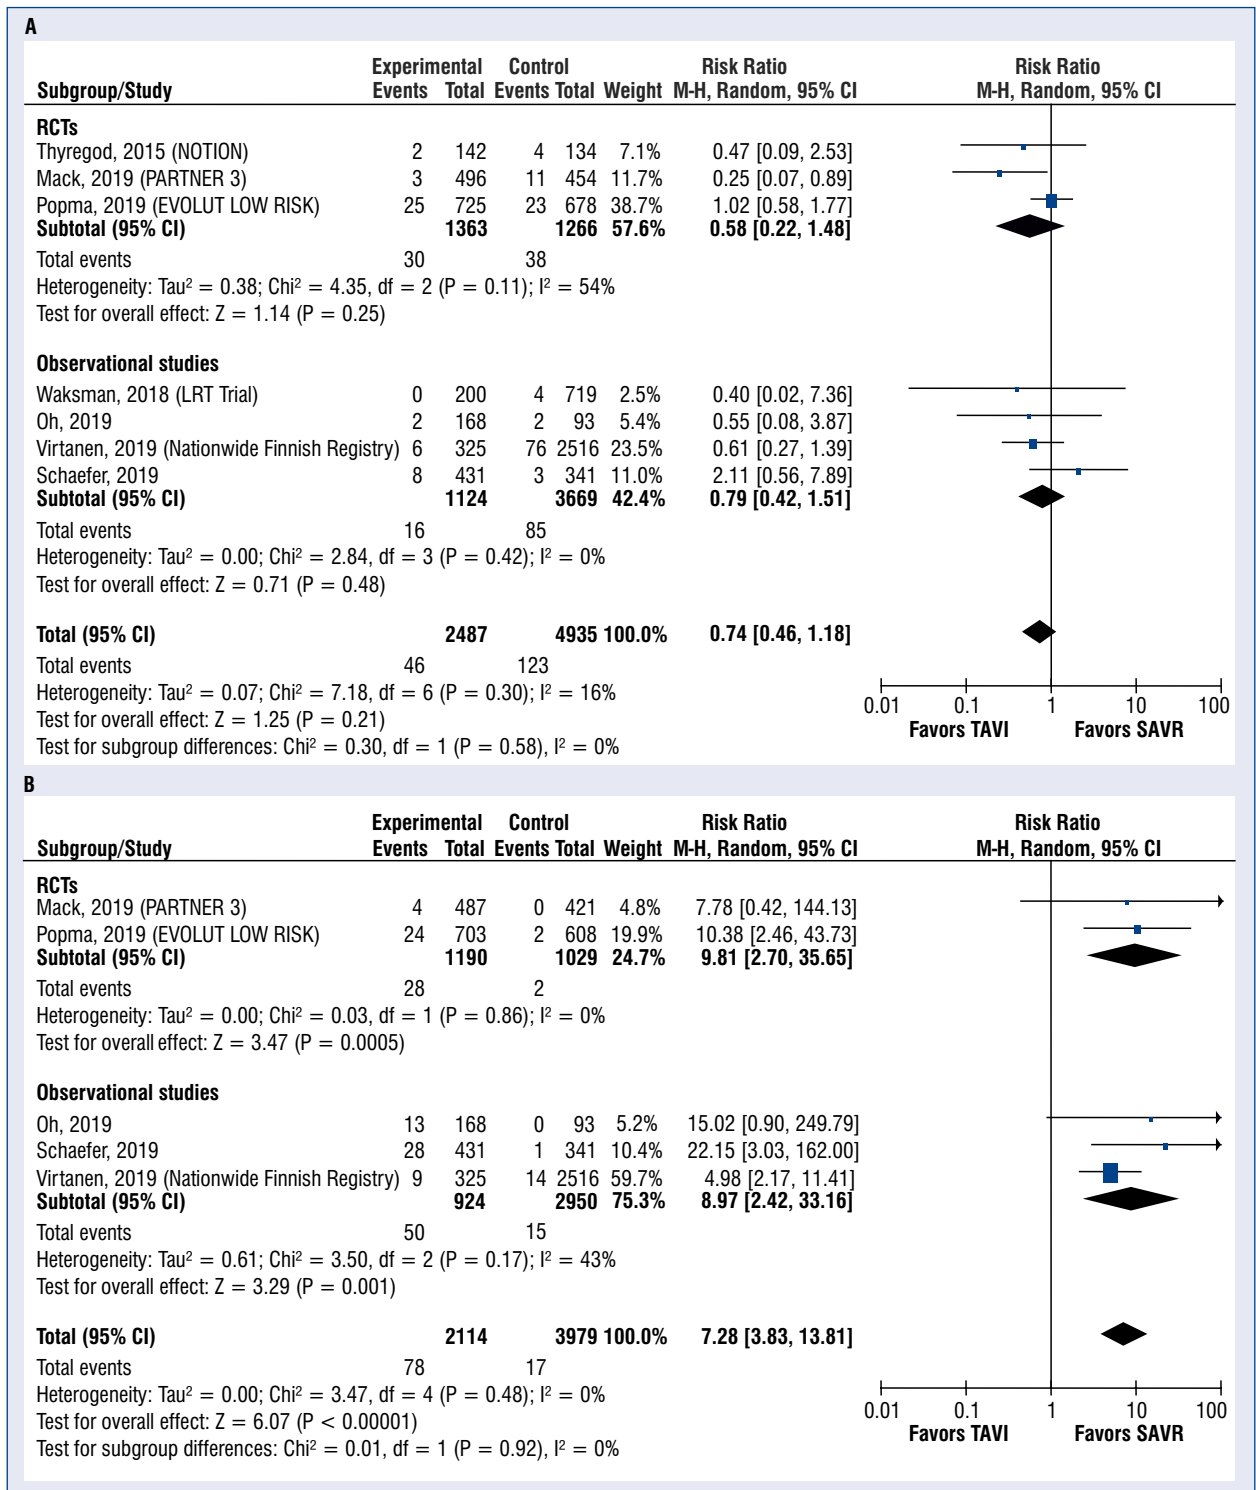 A
Experimental Control Risk Ratio Risk Ratio
Subgroup/Study Events Total Events Total Weight M-H, Random, 95% CI M-H, Random, 95% CI
RCTs
Thyregod, 2015 (NOTION) 2 142 4 134 7.1% 0.47 [0.09, 2.53]
Mack, 2019 (PARTNER 3) 3 496 11 454 11.7% 0.25 [0.07, 0.89]
Popma, 2019 (EVOLUT LOW RISK) 25 725 23 678 38.7% 1.02 [0.58, 1.77]
Subtotal (95% CI) 1363 1266 57.6% 0.58 [0.22, 1.48]
Total events 30 38
Heterogeneity: Tau² = 0.38; Chi² = 4.35, df = 2 (P = 0.11); I² = 54%
Test for overall effect: Z = 1.14 (P = 0.25)
Observational studies
Waksman, 2018 (LRT Trial) 0 200 4 719 2.5% 0.40 [0.02, 7.36]
Oh, 2019 2 168 2 93 5.4% 0.55 [0.08, 3.87]
Virtanen, 2019 (Nationwide Finnish Registry) 6 325 76 2516 23.5% 0.61 [0.27, 1.39]
Schaefer, 2019 8 431 3 341 11.0% 2.11 [0.56, 7.89]
Subtotal (95% CI) 1124 3669 42.4% 0.79 [0.42, 1.51]
Total events 16 85
Heterogeneity: Tau² = 0.00; Chi² = 2.84, df = 3 (P = 0.42); I² = 0%
Test for overall effect: Z = 0.71 (P = 0.48)
Total (95% CI) 2487 4935 100.0% 0.74 [0.46, 1.18]
Total events 46 123
Heterogeneity: Tau² = 0.07; Chi² = 7.18, df = 6 (P = 0.30); I² = 16%
Test for overall effect: Z = 1.25 (P = 0.21)
Test for subgroup differences: Chi² = 0.30, df = 1 (P = 0.58), I² = 0%
0.01 0.1 1 10 100
Favors TAVI Favors SAVR
B
Experimental Control Risk Ratio Risk Ratio
Subgroup/Study Events Total Events Total Weight M-H, Random, 95% CI M-H, Random, 95% CI
RCTs
Mack, 2019 (PARTNER 3) 4 487 0 421 4.8% 7.78 [0.42, 144.13]
Popma, 2019 (EVOLUT LOW RISK) 24 703 2 608 19.9% 10.38 [2.46, 43.73]
Subtotal (95% CI) 1190 1029 24.7% 9.81 [2.70, 35.65]
Total events 28 2
Heterogeneity: Tau² = 0.00; Chi² = 0.03, df = 1 (P = 0.86); I² = 0%
Test for overall effect: Z = 3.47 (P = 0.0005)
Observational studies
Oh, 2019 13 168 0 93 5.2% 15.02 [0.90, 249.79]
Schaefer, 2019 28 431 1 341 10.4% 22.15 [3.03, 162.00]
Virtanen, 2019 (Nationwide Finnish Registry) 9 325 14 2516 59.7% 4.98 [2.17, 11.41]
Subtotal (95% CI) 924 2950 75.3% 8.97 [2.42, 33.16]
Total events 50 15
Heterogeneity: Tau² = 0.61; Chi² = 3.50, df = 2 (P = 0.17); I² = 43%
Test for overall effect: Z = 3.29 (P = 0.001)
Total (95% CI) 2114 3979 100.0% 7.28 [3.83, 13.81]
Total events 78 17
Heterogeneity: Tau² = 0.00; Chi² = 3.47, df = 4 (P = 0.48); I² = 0%
Test for overall effect: Z = 6.07 (P < 0.00001)
Test for subgroup differences: Chi² = 0.01, df = 1 (P = 0.92), I² = 0%
0.01 0.1 1 10 100
Favors TAVI Favors SAVR